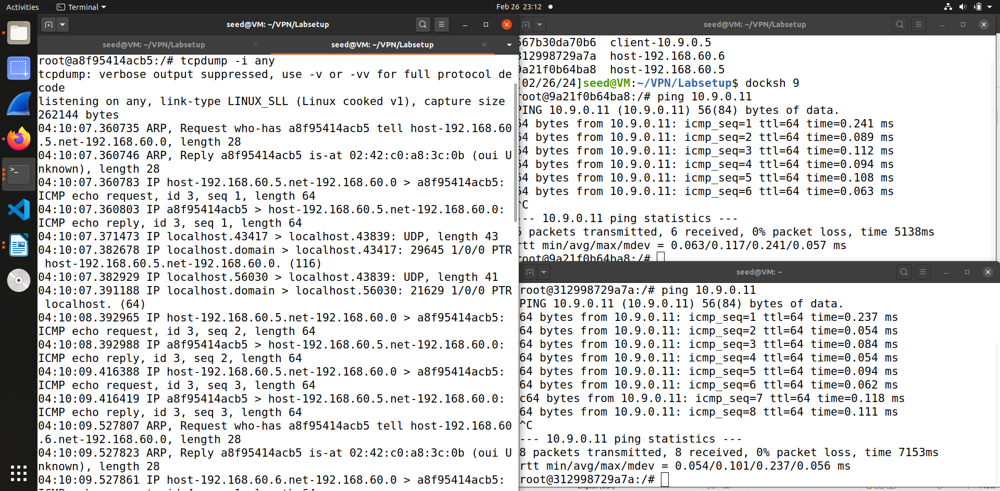 Activities
Terminal
Feb 26 23:12
seed@VM: ~/VPN/Labsetup
seed@VM: ~/VPN/Labsetup
seed@VM: ~/VPN/Labsetup
root@a8f95414acb5:/# tcpdump -i any
tcpdump: verbose output suppressed, use -v or -vv for full protocol de
code
listening on any, link-type LINUX_SLL (Linux cooked v1), capture size
262144 bytes
04:10:07.360735 ARP, Request who-has a8f95414acb5 tell host-192.168.60
.5.net-192.168.60.0, length 28
04:10:07.360746 ARP, Reply a8f95414acb5 is-at 02:42:c0:a8:3c:0b (oui U
nknown), length 28
04:10:07.360783 IP host-192.168.60.5.net-192.168.60.0 > a8f95414acb5:
ICMP echo request, id 3, seq 1, length 64
04:10:07.360803 IP a8f95414acb5 > host-192.168.60.5.net-192.168.60.0:
ICMP echo reply, id 3, seq 1, length 64
04:10:07.371473 IP localhost.43417 > localhost.43839: UDP, length 43
04:10:07.382678 IP localhost.domain > localhost.43417: 29645 1/0/0 PTR
host-192.168.60.5.net-192.168.60.0. (116)
04:10:07.382929 IP localhost.56030 > localhost.43839: UDP, length 41
04:10:07.391188 IP localhost.domain > localhost.56030: 21629 1/0/0 PTR
localhost. (64)
04:10:08.392965 IP host-192.168.60.5.net-192.168.60.0 > a8f95414acb5:
ICMP echo request, id 3, seq 2, length 64
04:10:08.392988 IP a8f95414acb5 > host-192.168.60.5.net-192.168.60.0:
ICMP echo reply, id 3, seq 2, length 64
04:10:09.416388 IP host-192.168.60.5.net-192.168.60.0 > a8f95414acb5:
ICMP echo request, id 3, seq 3, length 64
04:10:09.416419 IP a8f95414acb5 > host-192.168.60.5.net-192.168.60.0:
ICMP echo reply, id 3, seq 3, length 64
04:10:09.527807 ARP, Request who-has a8f95414acb5 tell host-192.168.60
.6.net-192.168.60.0, length 28
04:10:09.527823 ARP, Reply a8f95414acb5 is-at 02:42:c0:a8:3c:0b (oui U
nknown), length 28
04:10:09.527861 IP host-192.168.60.6.net-192.168.60.0 > a8f95414acb5:
seed@VM: ~/VPN/Labsetup
567b30da70b6 client-10.9.0.5
312998729a7a host-192.168.60.6
9a21f0b64ba8 host-192.168.60.5
[02/26/24]seed@VM:~/VPN/Labsetup$ docksh 9
root@9a21f0b64ba8:/# ping 10.9.0.11
PING 10.9.0.11 (10.9.0.11) 56(84) bytes of data.
64 bytes from 10.9.0.11: icmp_seq=1 ttl=64 time=0.241 ms
64 bytes from 10.9.0.11: icmp_seq=2 ttl=64 time=0.089 ms
64 bytes from 10.9.0.11: icmp_seq=3 ttl=64 time=0.112 ms
64 bytes from 10.9.0.11: icmp_seq=4 ttl=64 time=0.094 ms
64 bytes from 10.9.0.11: icmp_seq=5 ttl=64 time=0.108 ms
64 bytes from 10.9.0.11: icmp_seq=6 ttl=64 time=0.063 ms
^C
--- 10.9.0.11 ping statistics ---
6 packets transmitted, 6 received, 0% packet loss, time 5138ms
rtt min/avg/max/mdev = 0.063/0.117/0.241/0.057 ms
root@9a21f0b64ba8:/#
seed@VM: ~
root@312998729a7a:/# ping 10.9.0.11
PING 10.9.0.11 (10.9.0.11) 56(84) bytes of data.
64 bytes from 10.9.0.11: icmp_seq=1 ttl=64 time=0.237 ms
64 bytes from 10.9.0.11: icmp_seq=2 ttl=64 time=0.054 ms
64 bytes from 10.9.0.11: icmp_seq=3 ttl=64 time=0.084 ms
64 bytes from 10.9.0.11: icmp_seq=4 ttl=64 time=0.054 ms
64 bytes from 10.9.0.11: icmp_seq=5 ttl=64 time=0.094 ms
64 bytes from 10.9.0.11: icmp_seq=6 ttl=64 time=0.062 ms
c64 bytes from 10.9.0.11: icmp_seq=7 ttl=64 time=0.118 ms
64 bytes from 10.9.0.11: icmp_seq=8 ttl=64 time=0.111 ms
^C
--- 10.9.0.11 ping statistics ---
8 packets transmitted, 8 received, 0% packet loss, time 7153ms
rtt min/avg/max/mdev = 0.054/0.101/0.237/0.056 ms
root@312998729a7a:/#